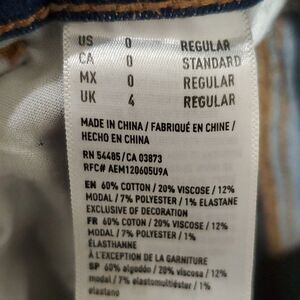 US 0 REGULAR
CA 0 STANDARD
MX 0 REGULAR
UK 4 REGULAR
MADE IN CHINA / FABRIQUÉ EN CHINE /
HECHO EN CHINA
RN 54485/CA 03873
RFC# AEM120605U9A
EN 60% COTTON / 20% VISCOSE / 12%
MODAL / 7% POLYESTER / 1% ELASTANE
EXCLUSIVE OF DECORATION
FR 60% COTON / 20% VISCOSE / 12%
MODAL / 7% POLYESTER / 1%
ÉLASTHANNE
À L'EXCEPTION DE LA GARNITURE
SP 60% algodón / 20% viscosa / 12%
modal / 7% elastomultiéster / 1%
elastano